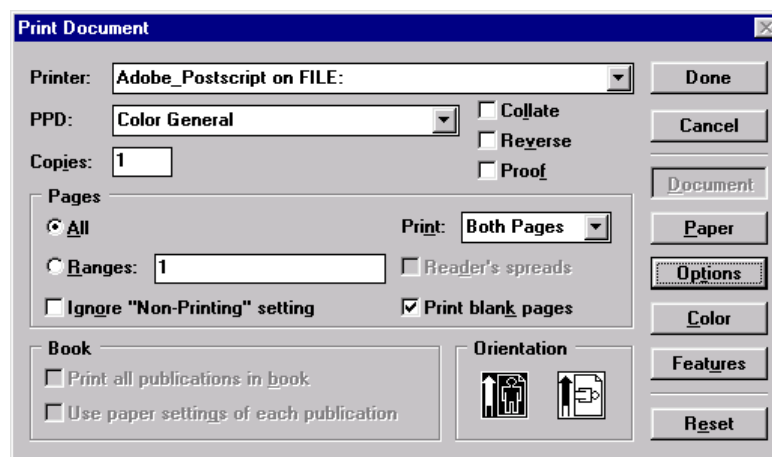 Print Document
Printer: Adobe_Postscript on FILE: Done
PPD: Color General Collate Cancel
Reverse
Copies: 1 Proof
Document
Pages
All Print: Both Pages Paper
Ranges: 1 Reader's spreads Options
Ignore "Non-Printing" setting Print blank pages
Color
Book Orientation
Print all publications in book Features
Use paper settings of each publication
Reset